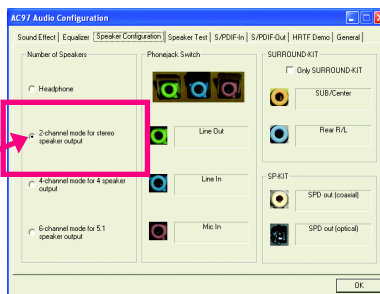 AC97 Audio Configuration
Sound Effect | Equalizer | Speaker Configuration | Speaker Test | S/PDIF-In | S/PDIF-Out | HRTF Demo | General
Number of Speakers
Headphone
2-channel mode for stereo
speaker output
4-channel mode for 4 speaker
output
6-channel mode for 5.1
speaker output
Phonejack Switch
Line Out
Line In
Mic In
SURROUND-KIT
Only SURROUND-KIT
SUB/Center
Rear R/L
SP-KIT
SPD out (coaxial)
SPD out (optical)
OK